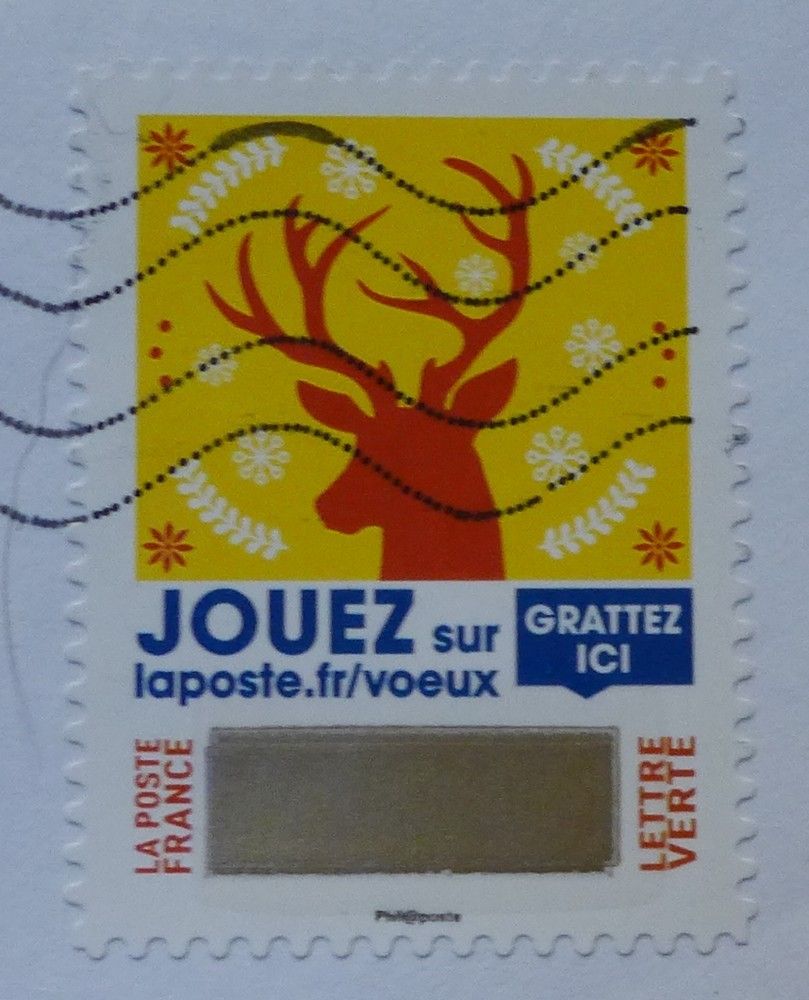 JOUEZ sur
laposte.fr/voeux
GRATTEZ
ICI
LA POSTE
FRANCE
LETTRE
VERTE
Phil@poste